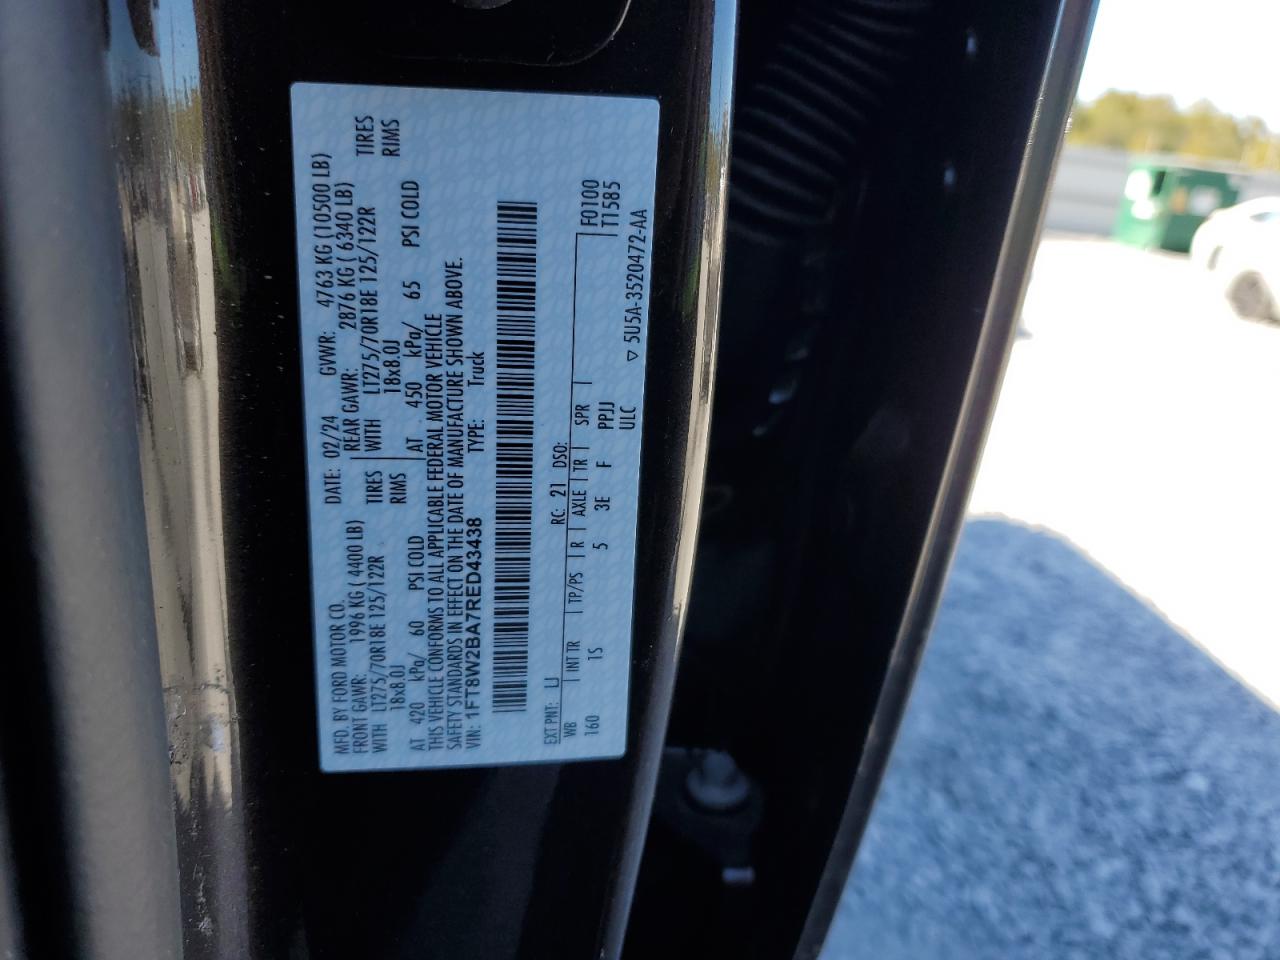 MFD. BY FORD MOTOR CO.
DATE: 02/24 GVWR: 4763 KG (10500 LB)
FRONT GAWR: 1996 KG ( 4400 LB) REAR GAWR: 2876 KG ( 6340 LB)
WITH LT275/70R18E 125/122R TIRES WITH LT275/70R18E 125/122R TIRES
18x8.0J RIMS 18x8.0J RIMS
AT 420 kPa/ 60 PSI COLD AT 450 kPa/ 65 PSI COLD
THIS VEHICLE CONFORMS TO ALL APPLICABLE FEDERAL MOTOR VEHICLE
SAFETY STANDARDS IN EFFECT ON THE DATE OF MANUFACTURE SHOWN ABOVE.
VIN: 1FT8W2BA7RED43438 TYPE: Truck
EXT PNT: LJ RC: 21 DSO: F0100
WB INT TR TP/PS R AXLE TR SPR T1585
160 1S 5 3E F PPJJ
ULC
▽ 5U5A-3520472-AA